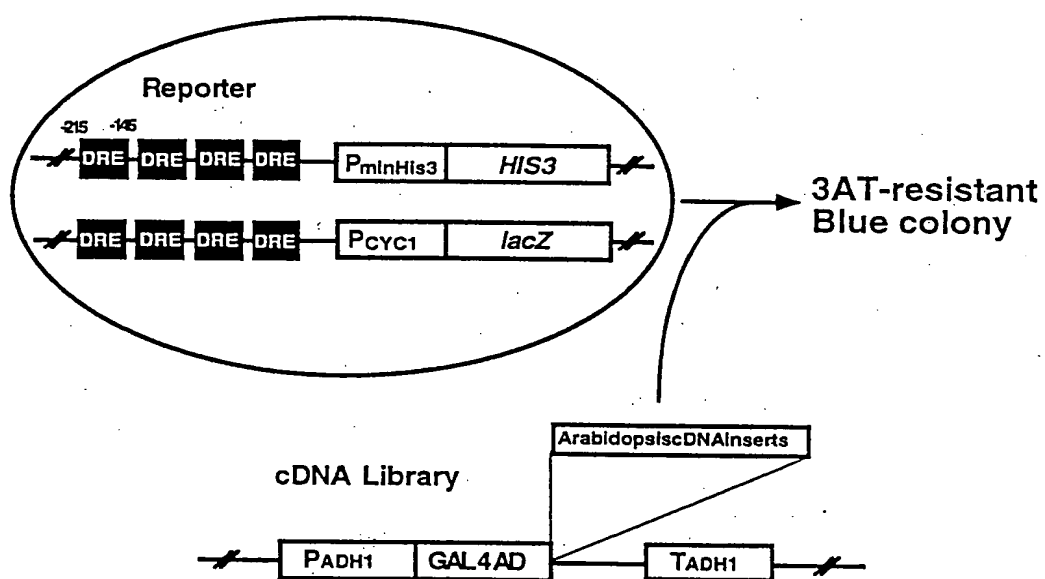 Reporter
-215 -145
DRE DRE DRE DRE PminHis3 HIS3
DRE DRE DRE DRE PCYC1 lacZ
3AT-resistant
Blue colony
ArabidopsiscDNAInserts
cDNA Library
PADH1 GAL4AD TADH1